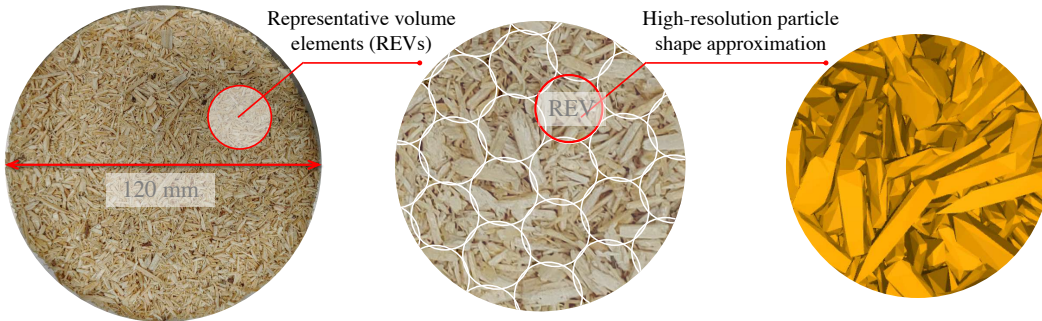 Representative volume
elements (REVs)
High-resolution particle
shape approximation
REV
120 mm